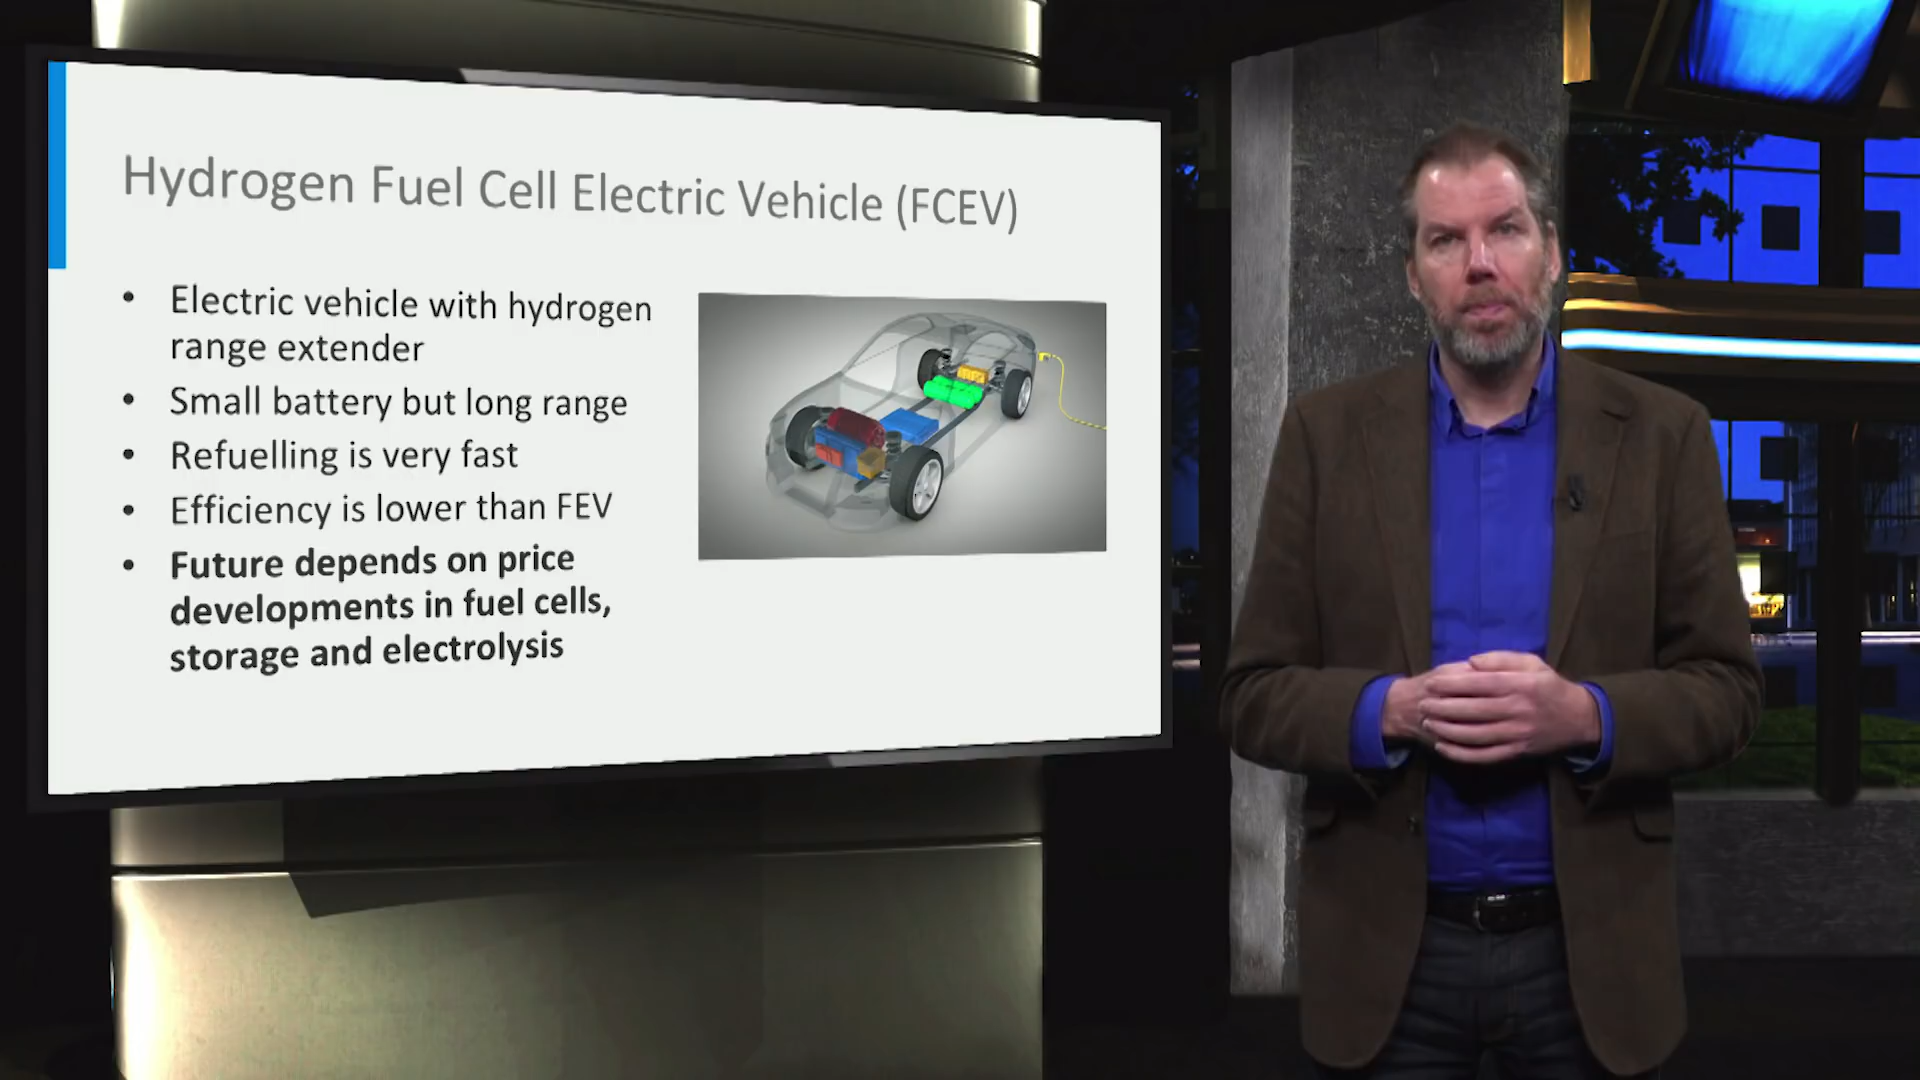 Hydrogen Fuel Cell Electric Vehicle (FCEV)
• Electric vehicle with hydrogen
range extender
• Small battery but long range
• Refuelling is very fast
• Efficiency is lower than FEV
• Future depends on price
developments in fuel cells,
storage and electrolysis